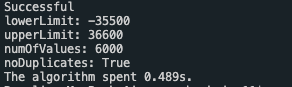 Successful
lowerLimit: -35500
upperLimit: 36600
numOfValues: 6000
noDuplicates: True
The algorithm spent 0.489s.